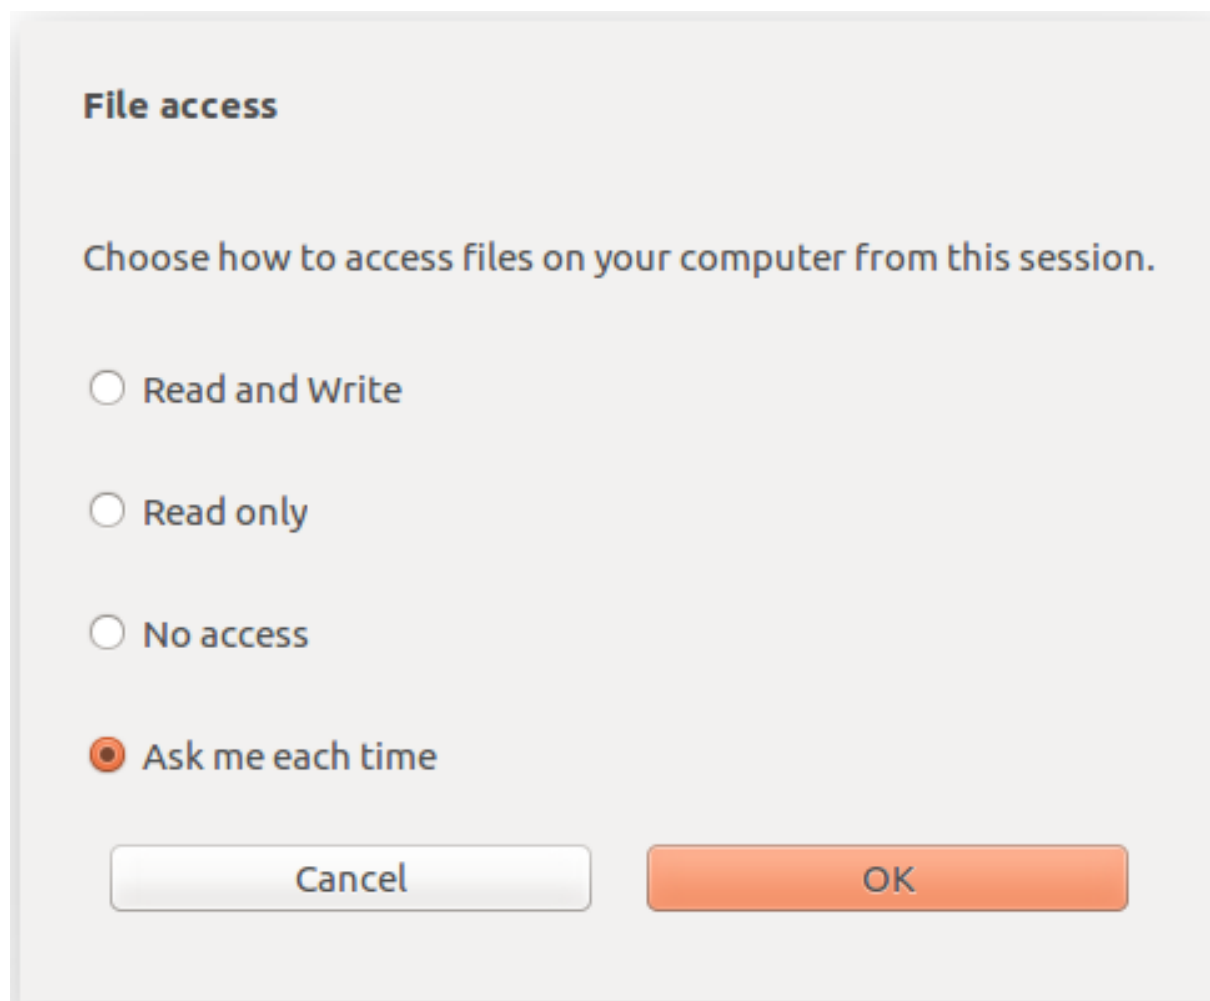 File access
Choose how to access files on your computer from this session.
Read and Write
Read only
No access
Ask me each time
Cancel
OK